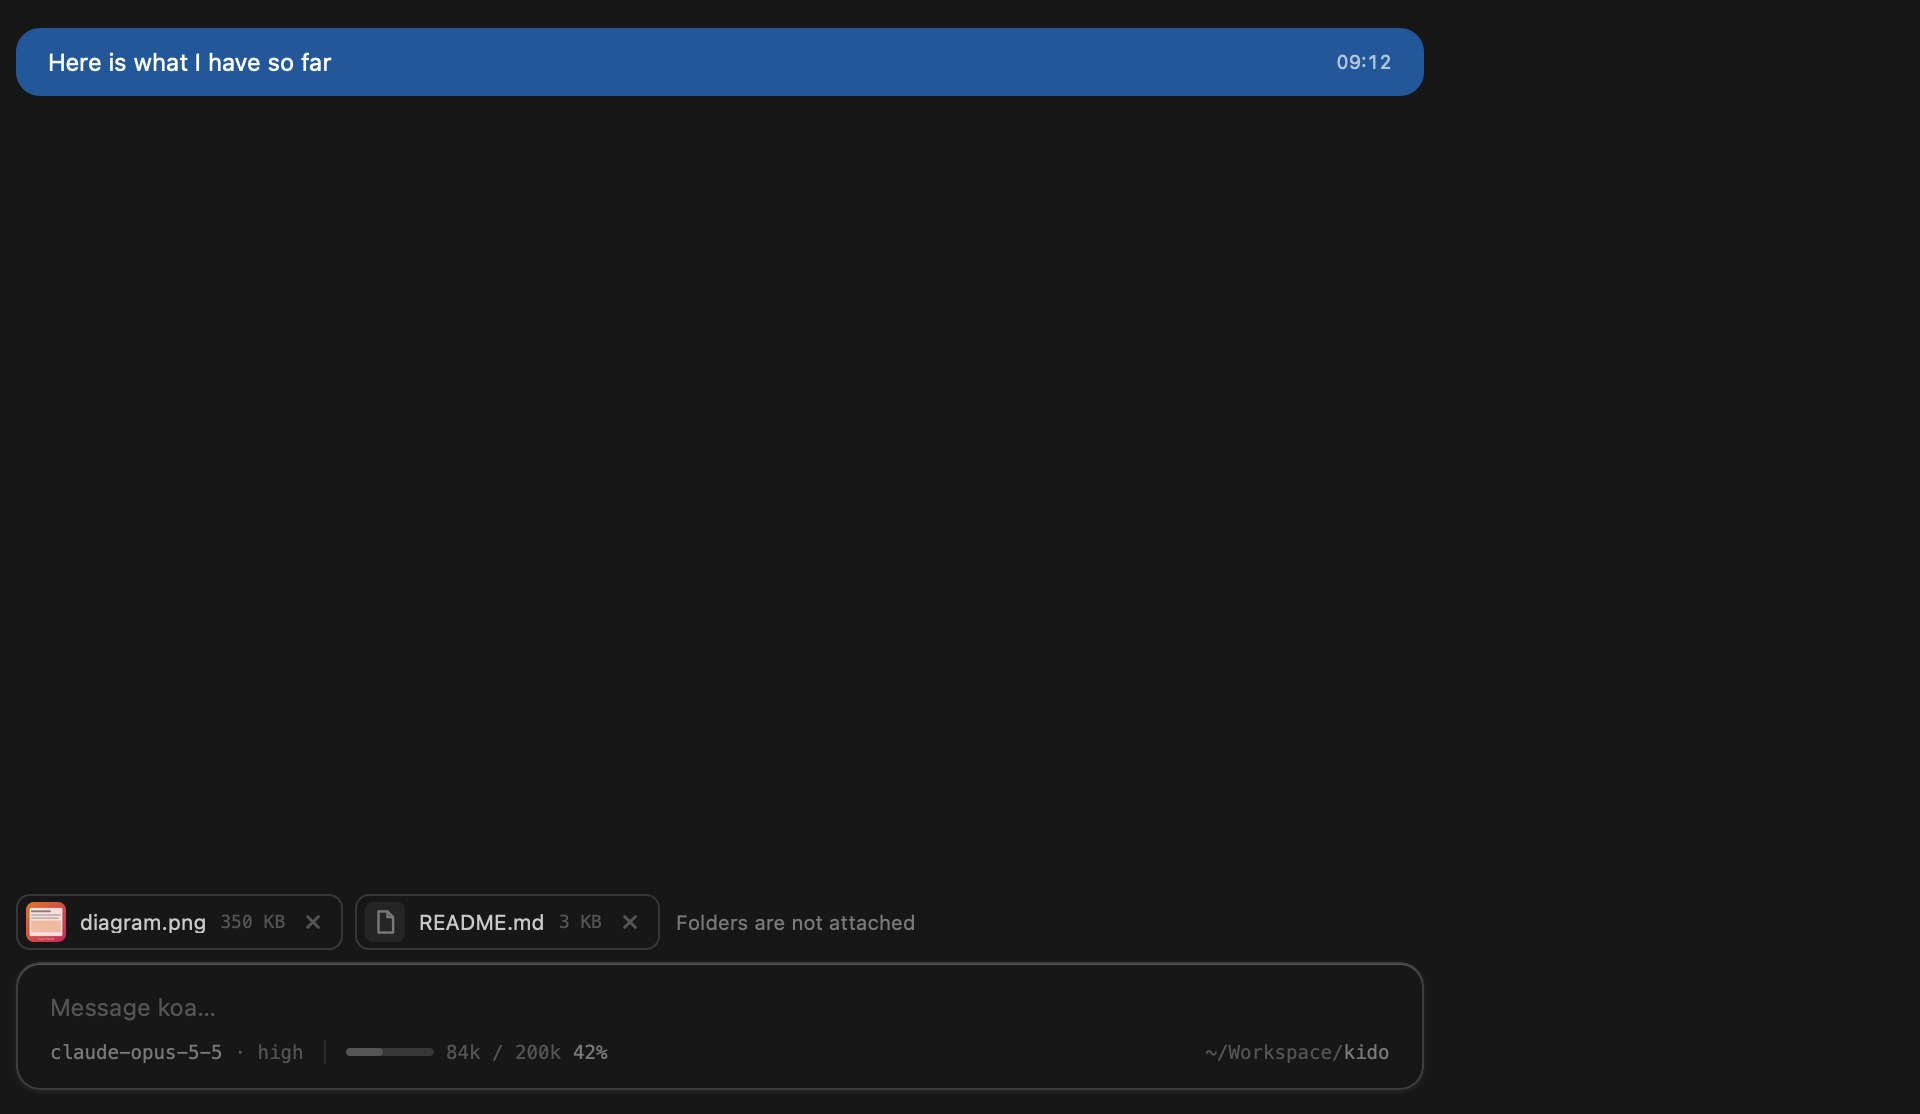 Here is what I have so far 09:12
diagram.png 350 KB README.md 3 KB Folders are not attached
Message koa...
claude-opus-5-5 · high 84k / 200k 42% ~/Workspace/kido